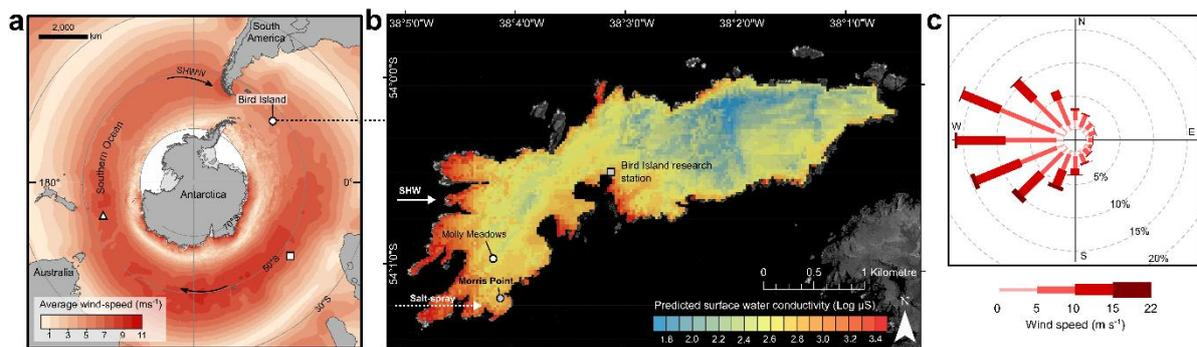 a
2,000
km
South
America
SHWW
Bird Island
Southern Ocean
180°
0°
Antarctica
70°S
50°S
30°S
Australia
Average wind-speed (ms⁻¹)
1 3 5 7 9 11
b
38°5'0"W 38°4'0"W 38°3'0"W 38°2'0"W 38°1'0"W
54°0'0"S
54°1'0"S
Bird Island research
station
SHW
Molly Meadows
Morris Point
Salt-spray
0 0.5 1 Kilometre
Predicted surface water conductivity (Log µS)
1.6 1.8 2.0 2.2 2.4 2.6 2.8 3.0 3.2 3.4
N
c
N
W
E
S
5%
10%
15%
20%
0 5 10 15 22
Wind speed (m s⁻¹)